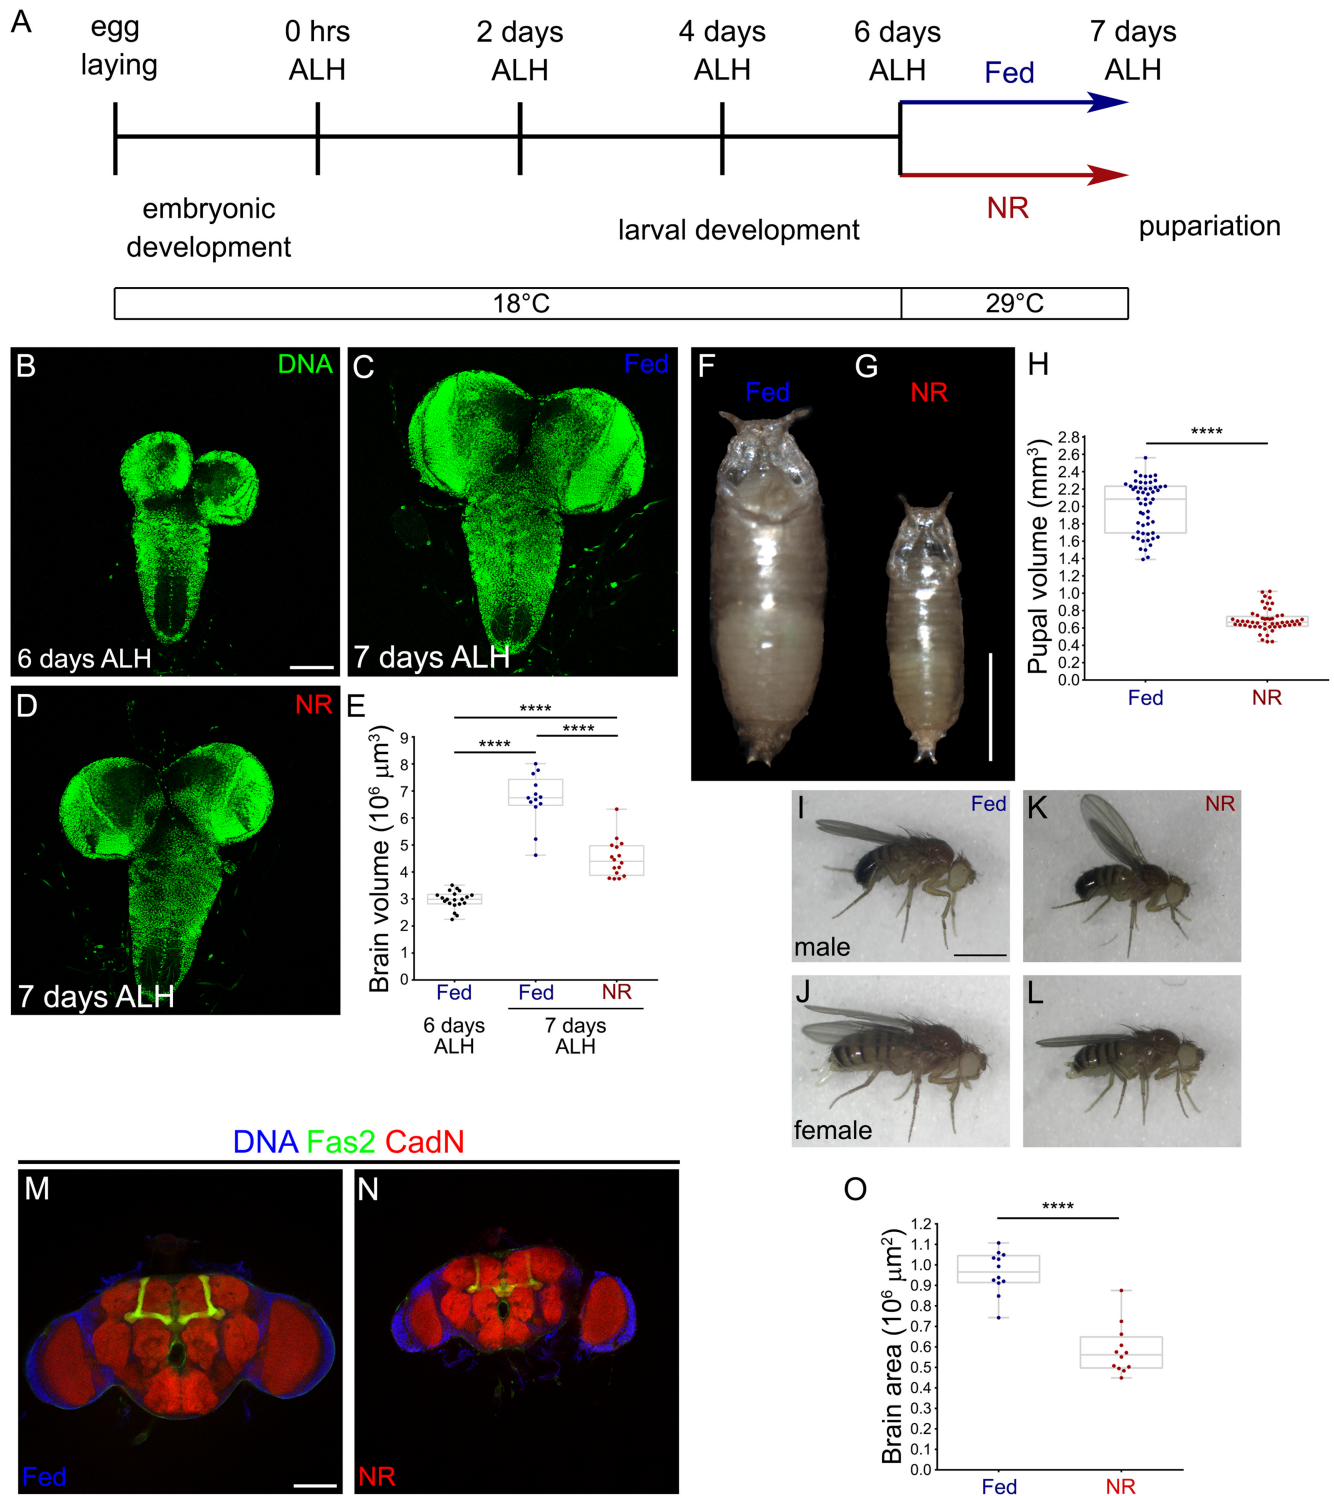 A
egg
laying
0 hrs
ALH
2 days
ALH
4 days
ALH
6 days
ALH
7 days
ALH
Fed
NR
embryonic
development
larval development
pupariation
18°C
29°C
B
DNA
6 days ALH
C
Fed
7 days ALH
D
NR
7 days ALH
E
****
****
****
Brain volume (10⁶ µm³)
9
8
7
6
5
4
3
2
1
0
Fed
Fed
NR
6 days
ALH
7 days
ALH
F
Fed
G
NR
H
****
Pupal volume (mm³)
2.8
2.6
2.4
2.2
2.0
1.8
1.6
1.4
1.2
1.0
0.8
0.6
0.4
0.2
0.0
Fed
NR
I
Fed
male
K
NR
J
female
L
DNA Fas2 CadN
M
Fed
N
NR
O
****
Brain area (10⁶ µm²)
1.2
1.1
1.0
0.9
0.8
0.7
0.6
0.5
0.4
0.3
0.2
0.1
0.0
Fed
NR